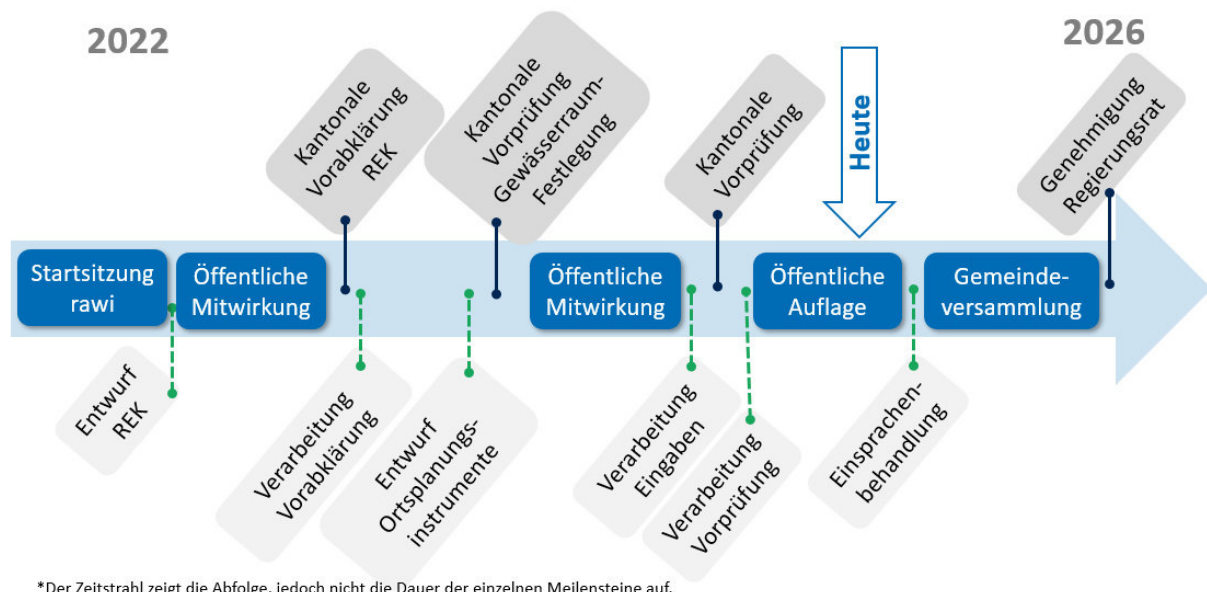 2022
2026
Kantonale
Vorabklärung
REK
Kantonale
Vorprüfung
Gewässerraum-
Festlegung
Kantonale
Vorprüfung
Heute
Genehmigung
Regierungsrat
Startsitzung
rawi
Öffentliche
Mitwirkung
Öffentliche
Mitwirkung
Öffentliche
Auflage
Gemeinde-
versammlung
Entwurf
REK
Verarbeitung
Vorabklärung
Entwurf
Ortsplanungs-
instrumente
Verarbeitung
Eingaben
Verarbeitung
Vorprüfung
Einsprachen-
behandlung
*Der Zeitstrahl zeigt die Abfolge, jedoch nicht die Dauer der einzelnen Meilensteine auf.